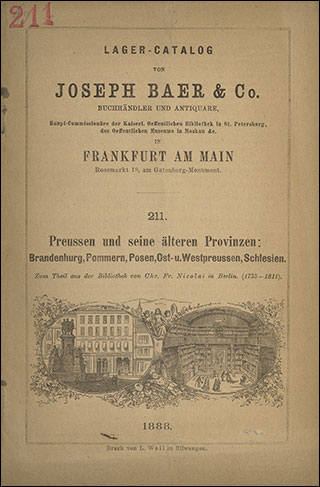 211
LAGER-CATALOG
VON
JOSEPH BAER & Co.
BUCHHÄNDLER UND ANTIQUARE,
Haupt-Commissionäre der Kaiserl. Oeffentlichen Bibliothek in St. Petersburg,
des Oeffentlichen Museums in Moskau &c.
IN
FRANKFURT AM MAIN
Rossmarkt 18, am Gutenberg-Monument.
211.
Preussen und seine älteren Provinzen:
Brandenburg, Pommern, Posen, Ost- u. Westpreussen, Schlesien.
Zum Theil aus der Bibliothek von Chr. Fr. Nicolai in Berlin. (1733—1811).
1888.
Druck von L. Weil in Ellwangen.